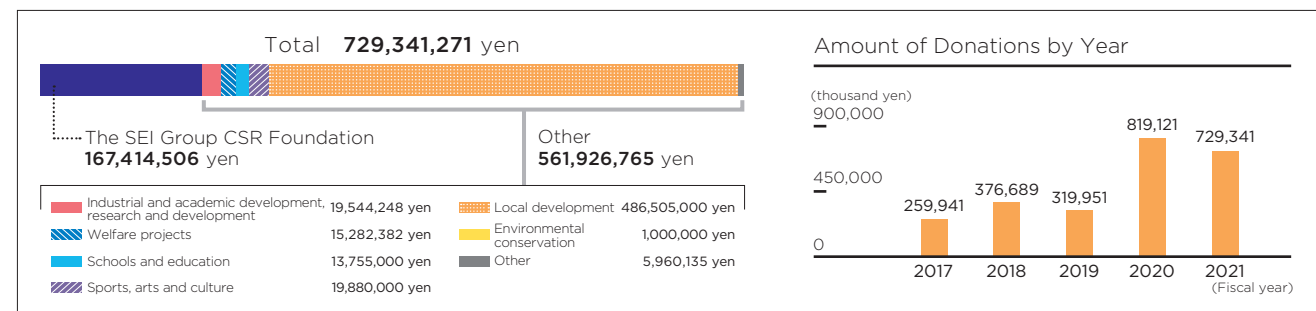 Total 729,341,271 yen
The SEI Group CSR Foundation
167,414,506 yen
Other
561,926,765 yen
Industrial and academic development,
research and development
19,544,248 yen
Welfare projects
15,282,382 yen
Schools and education
13,755,000 yen
Sports, arts and culture
19,880,000 yen
Local development
486,505,000 yen
Environmental
conservation
1,000,000 yen
Other
5,960,135 yen
Amount of Donations by Year
(thousand yen)
900,000
450,000
0
259,941
376,689
319,951
819,121
729,341
2017 2018 2019 2020 2021
(Fiscal year)